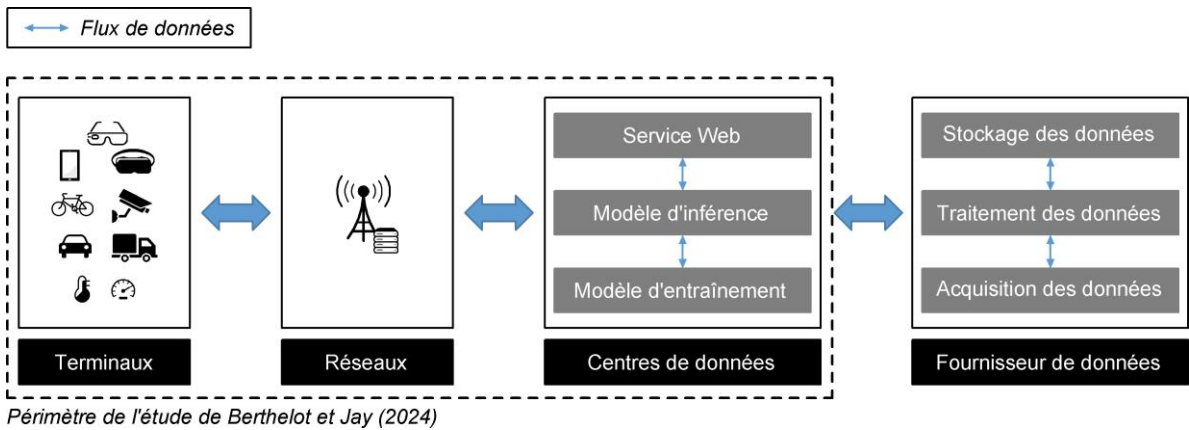 Flux de données
Service Web
Modèle d'inférence
Modèle d'entraînement
Stockage des données
Traitement des données
Acquisition des données
Terminaux
Réseaux
Centres de données
Fournisseur de données
Périmètre de l'étude de Berthelot et Jay (2024)